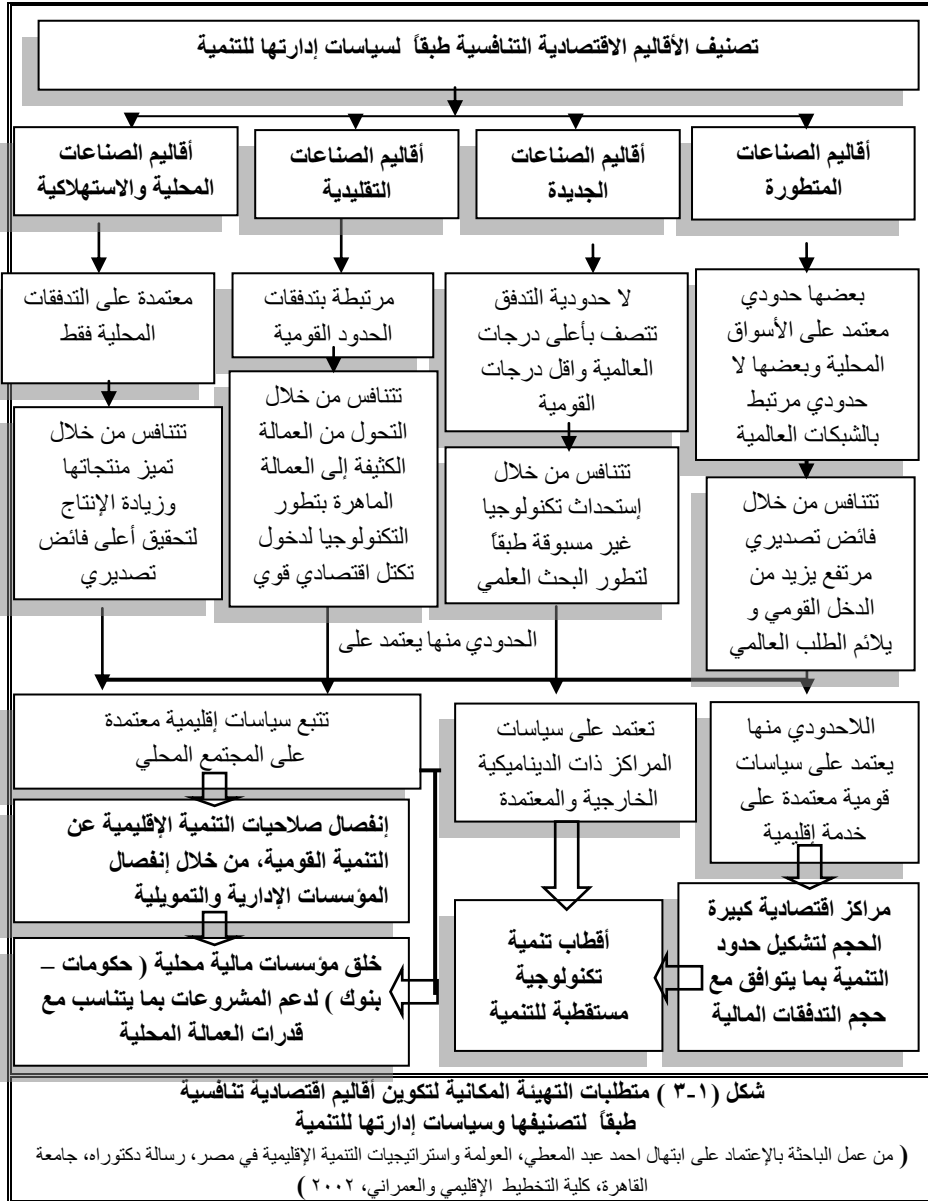 تصنيف الأقاليم الاقتصادية التنافسية طبقاً لسياسات إدارتها للتنمية
أقاليم الصناعات
المتطورة
أقاليم الصناعات
الجديدة
أقاليم الصناعات
التقليدية
أقاليم الصناعات
المحلية والاستهلاكية
بعضها حدودي
معتمد على الأسواق
المحلية وبعضها لا
حدودي مرتبط
بالشبكات العالمية
لا حدودية التدفق
تتصف بأعلى درجات
العالمية واقل درجات
القومية
مرتبطة بتدفقات
الحدود القومية
معتمدة على التدفقات
المحلية فقط
تتنافس من خلال
فائض تصديري
مرتفع يزيد من
الدخل القومي و
يلائم الطلب العالمي
تتنافس من خلال
إستحداث تكنولوجيا
غير مسبوقة طبقاً
لتطور البحث العلمي
تتنافس من خلال
التحول من العمالة
الكثيفة إلى العمالة
الماهرة بتطور
التكنولوجيا لدخول
تكتل اقتصادي قوي
تتنافس من خلال
تميز منتجاتها
وزيادة الإنتاج
لتحقيق أعلى فائض
تصديري
الحدودي منها يعتمد على
اللاحدودي منها
يعتمد على سياسات
قومية معتمدة على
خدمة إقليمية
تعتمد على سياسات
المراكز ذات الديناميكية
الخارجية والمعتمدة
تتبع سياسات إقليمية معتمدة
على المجتمع المحلي
إنفصال صلاحيات التنمية الإقليمية عن
التنمية القومية، من خلال إنفصال
المؤسسات الإدارية والتمويلية
مراكز اقتصادية كبيرة
الحجم لتشكيل حدود
التنمية بما يتوافق مع
حجم التدفقات المالية
أقطاب تنمية
تكنولوجية
مستقطبة للتنمية
خلق مؤسسات مالية محلية ( حكومات –
بنوك ) لدعم المشروعات بما يتناسب مع
قدرات العمالة المحلية
شكل (١-٣ ) متطلبات التهيئة المكانية لتكوين أقاليم اقتصادية تنافسية
طبقاً لتصنيفها وسياسات إدارتها للتنمية
( من عمل الباحثة بالإعتماد على ابتهال احمد عبد المعطي، العولمة واستراتيجيات التنمية الإقليمية في مصر، رسالة دكتوراه، جامعة
القاهرة، كلية التخطيط الإقليمي والعمراني، ٢٠٠٢ )